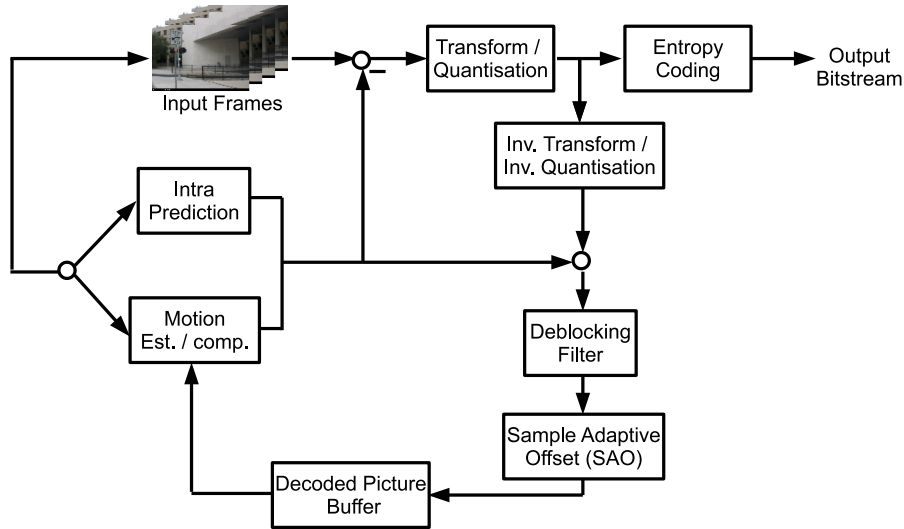 Transform /
Quantisation
Entropy
Coding
Output
Bitstream
Input Frames
Inv. Transform /
Inv. Quantisation
Intra
Prediction
Motion
Est. / comp.
Deblocking
Filter
Sample Adaptive
Offset (SAO)
Decoded Picture
Buffer